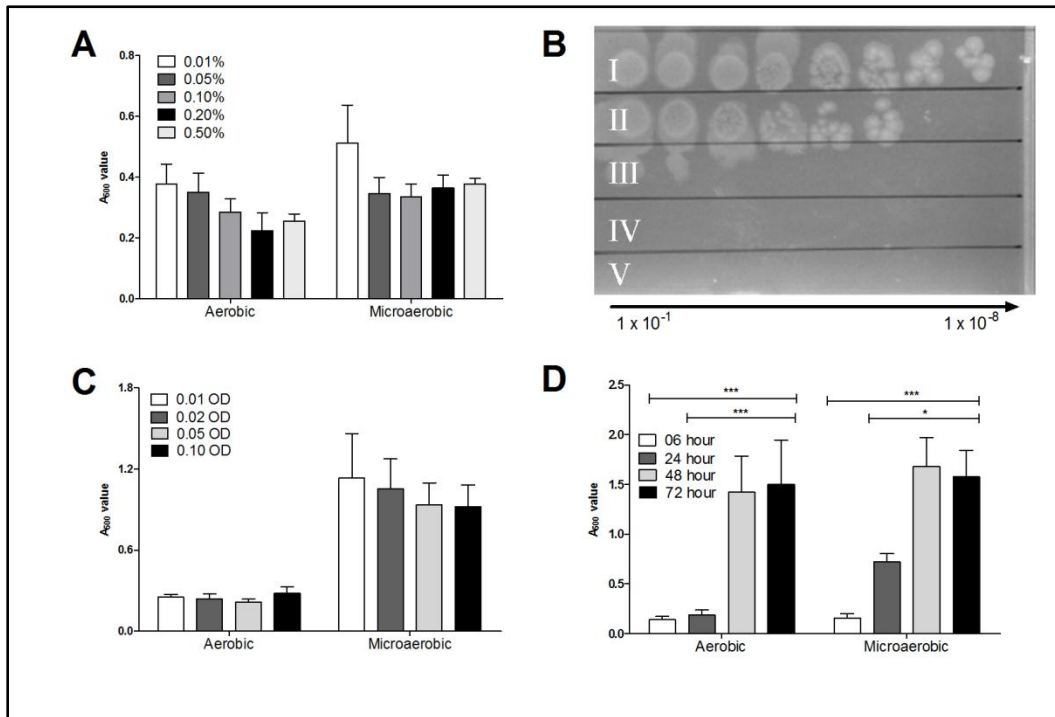 A
0.8
0.6
0.4
0.2
0.0
A₆₀₀ value
0.01%
0.05%
0.10%
0.20%
0.50%
Aerobic
Microaerobic
B
I
II
III
IV
V
1 x 10⁻¹
1 x 10⁻⁸
C
1.8
1.2
0.6
0.0
A₆₀₀ value
0.01 OD
0.02 OD
0.05 OD
0.10 OD
Aerobic
Microaerobic
D
2.5
2.0
1.5
1.0
0.5
0.0
A₆₀₀ value
***
***
***
*
06 hour
24 hour
48 hour
72 hour
Aerobic
Microaerobic